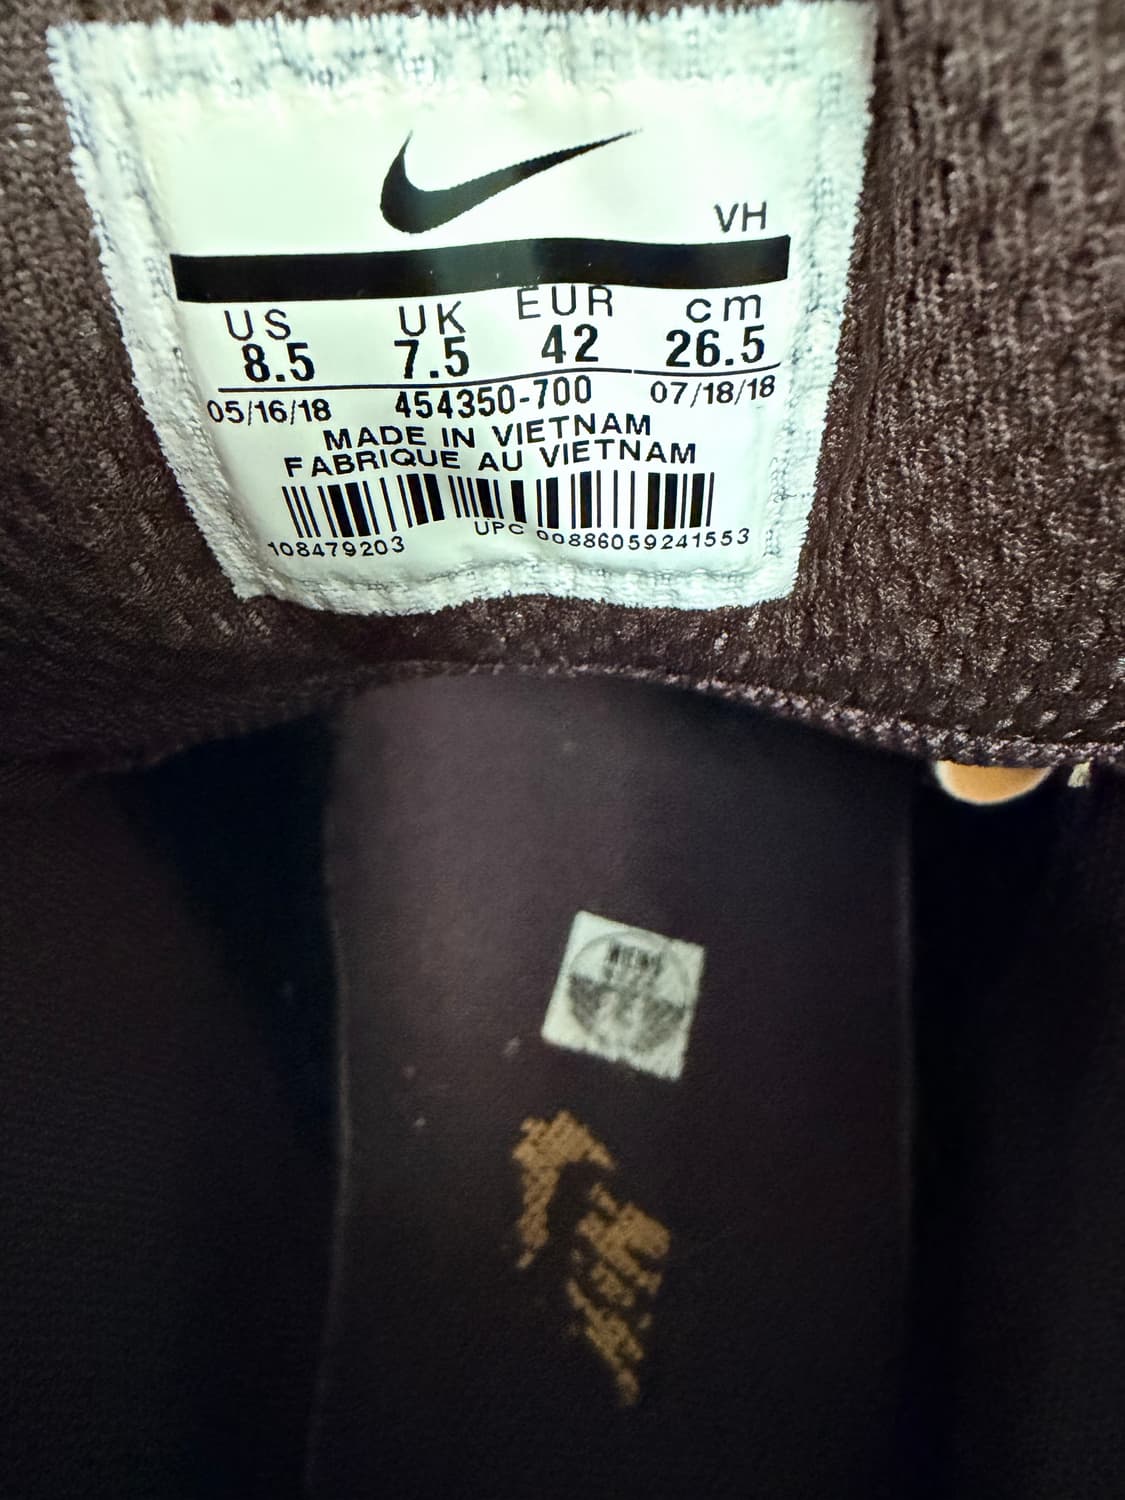 VH
US UK EUR cm
8.5 7.5 42 26.5
05/16/18 454350-700 07/18/18
MADE IN VIETNAM
FABRIQUE AU VIETNAM
108479203 UPC 00886059241553